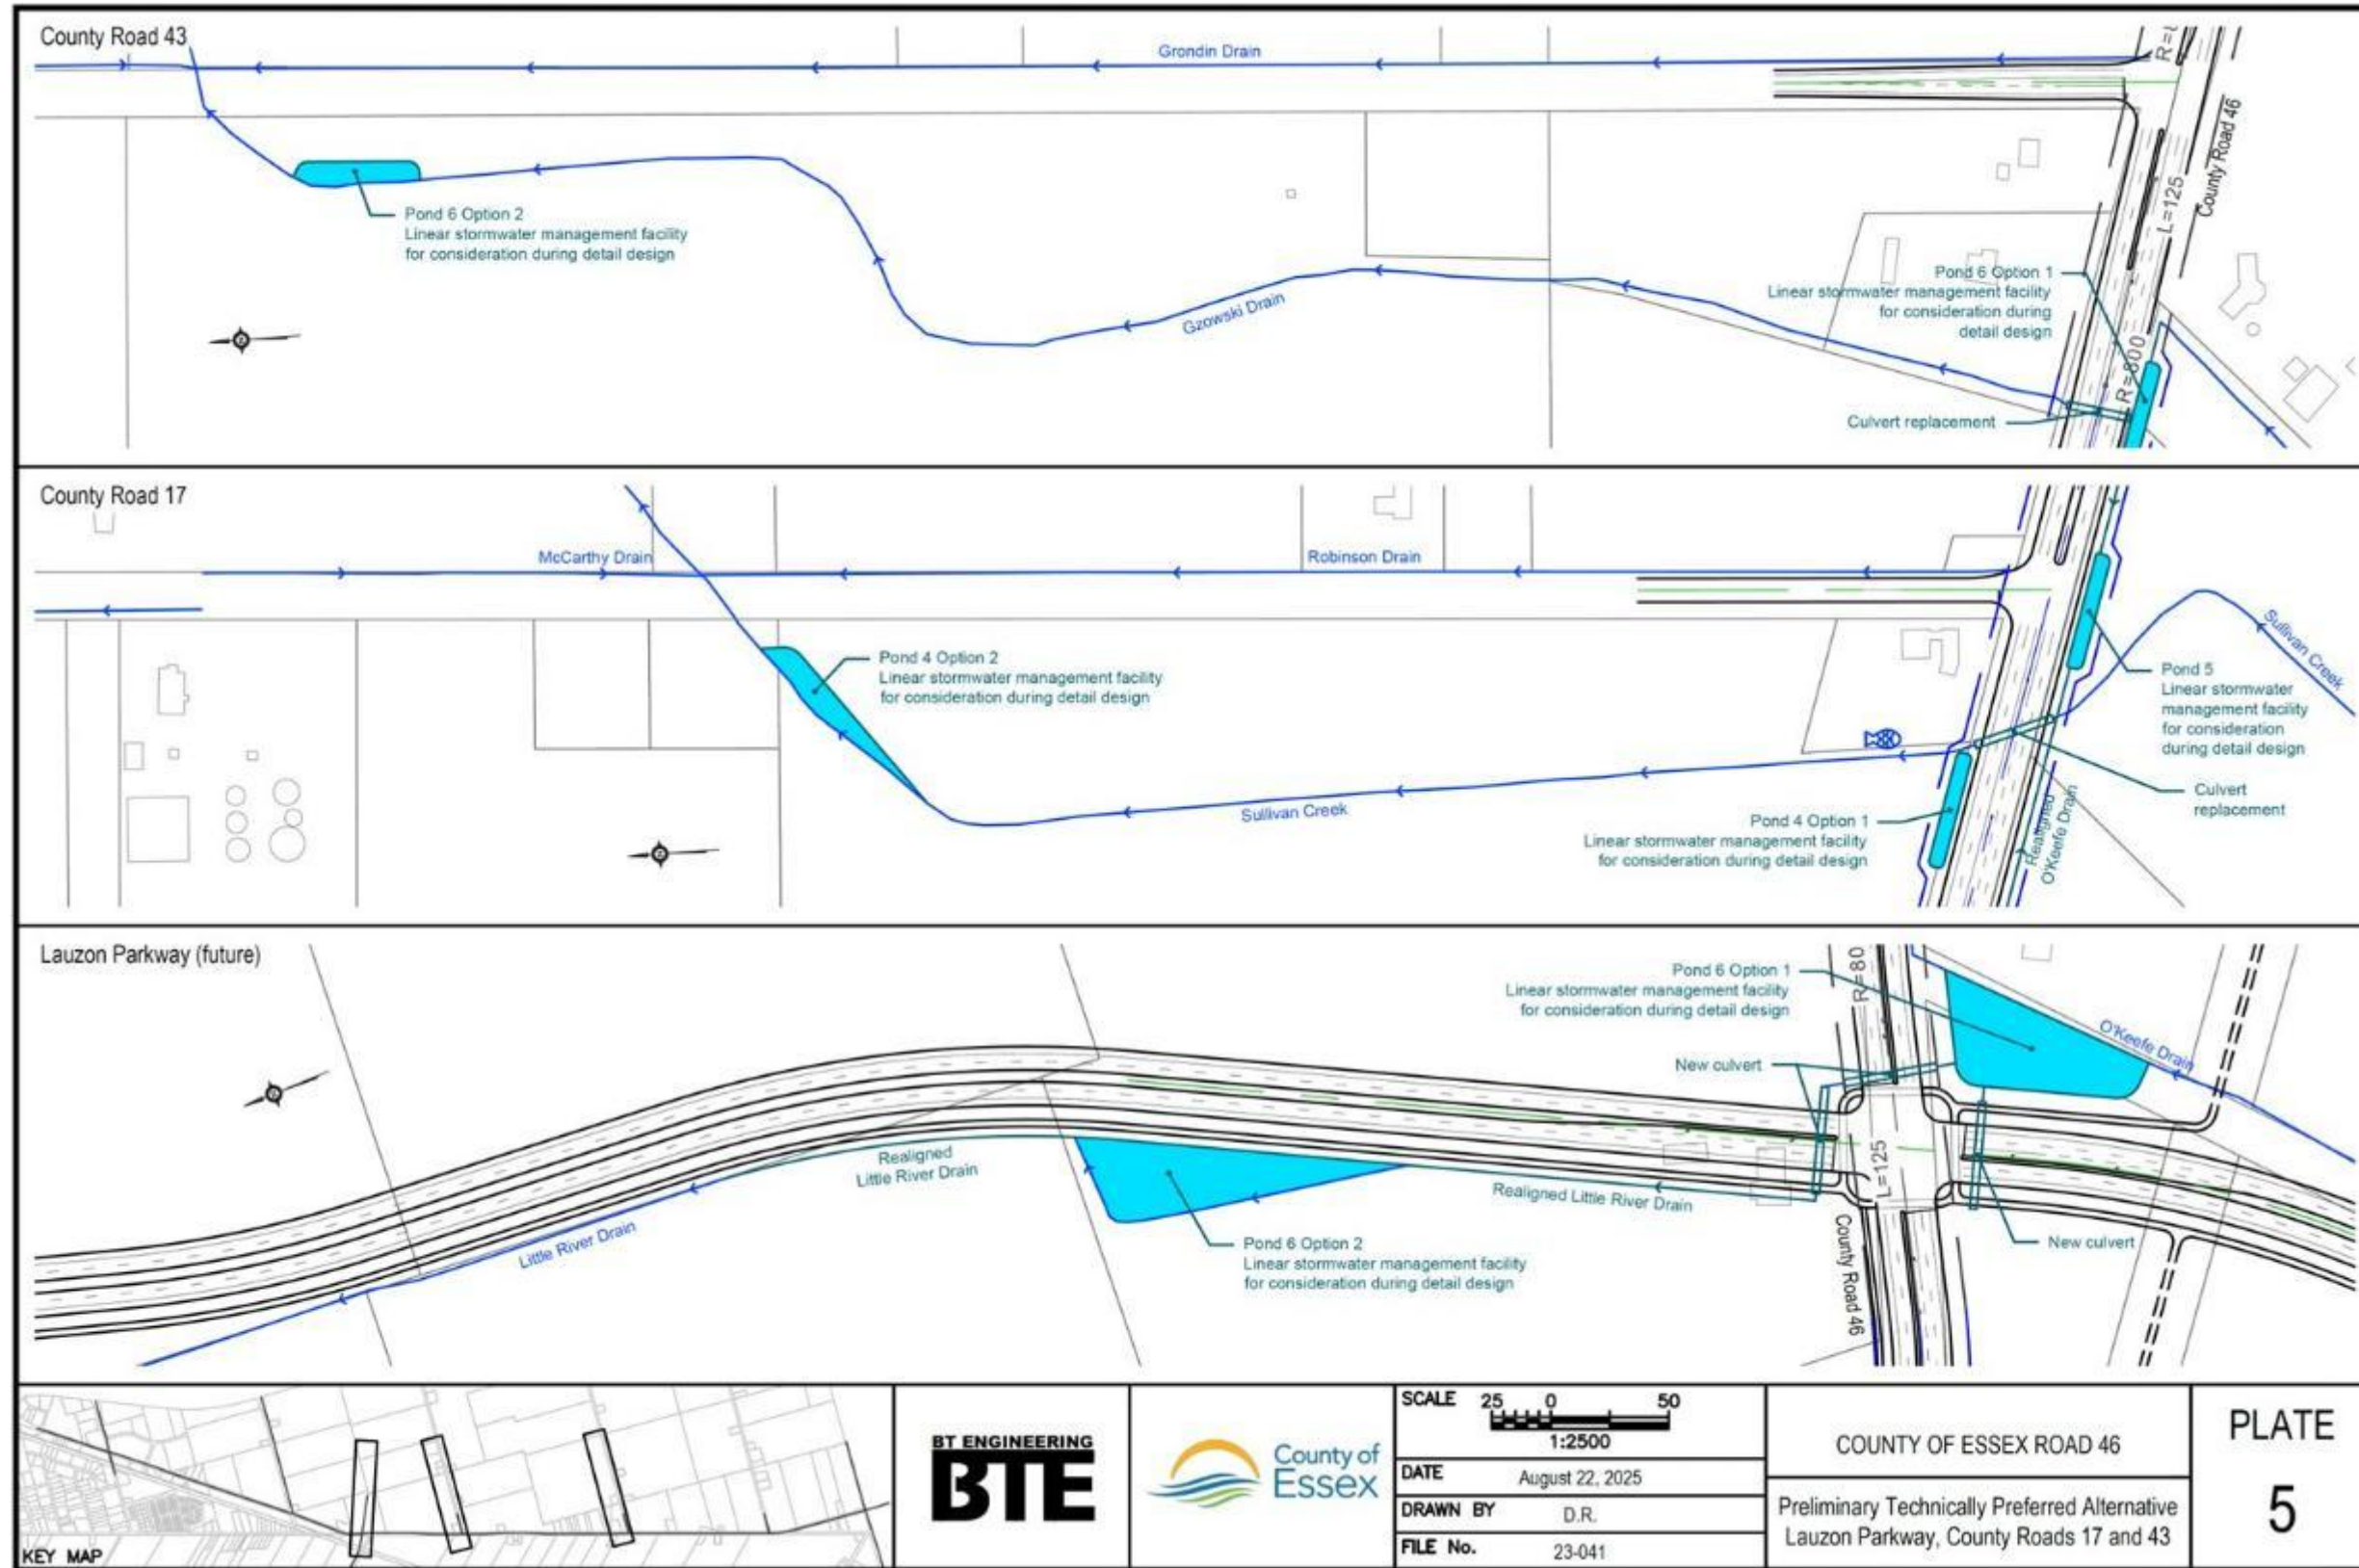 County Road 43
Grondin Drain
County Road 46
L=125
R=800
Pond 6 Option 2
Linear stormwater management facility
for consideration during detail design
Gzowski Drain
Pond 6 Option 1
Linear stormwater management facility
for consideration during
detail design
Culvert replacement
County Road 17
McCarthy Drain
Robinson Drain
Sullivan Creek
Pond 4 Option 2
Linear stormwater management facility
for consideration during detail design
Pond 5
Linear stormwater
management facility
for consideration
during detail design
Culvert
replacement
Sullivan Creek
Pond 4 Option 1
Linear stormwater management facility
for consideration during detail design
Realigned
O'Keefe Drain
Lauzon Parkway (future)
Pond 6 Option 1
Linear stormwater management facility
for consideration during detail design
R=80
O'Keefe Drain
New culvert
L=125
Realigned
Little River Drain
Realigned Little River Drain
Little River Drain
Pond 6 Option 2
Linear stormwater management facility
for consideration during detail design
County Road 46
New culvert
KEY MAP
BT ENGINEERING
BTE
County of
Essex
SCALE
25 0 50
1:2500
DATE August 22, 2025
DRAWN BY D.R.
FILE No. 23-041
COUNTY OF ESSEX ROAD 46
Preliminary Technically Preferred Alternative
Lauzon Parkway, County Roads 17 and 43
PLATE
5